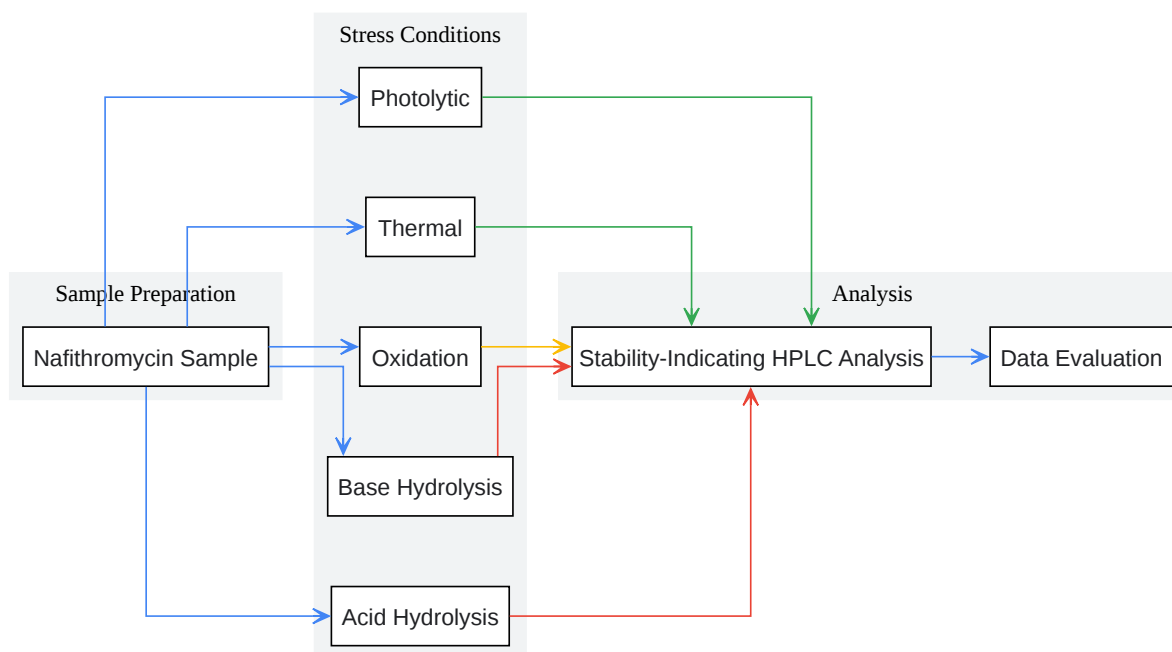 Stress Conditions
Photolytic
Thermal
Sample Preparation
Analysis
Nafithromycin Sample
Oxidation
Stability-Indicating HPLC Analysis
Data Evaluation
Base Hydrolysis
Acid Hydrolysis